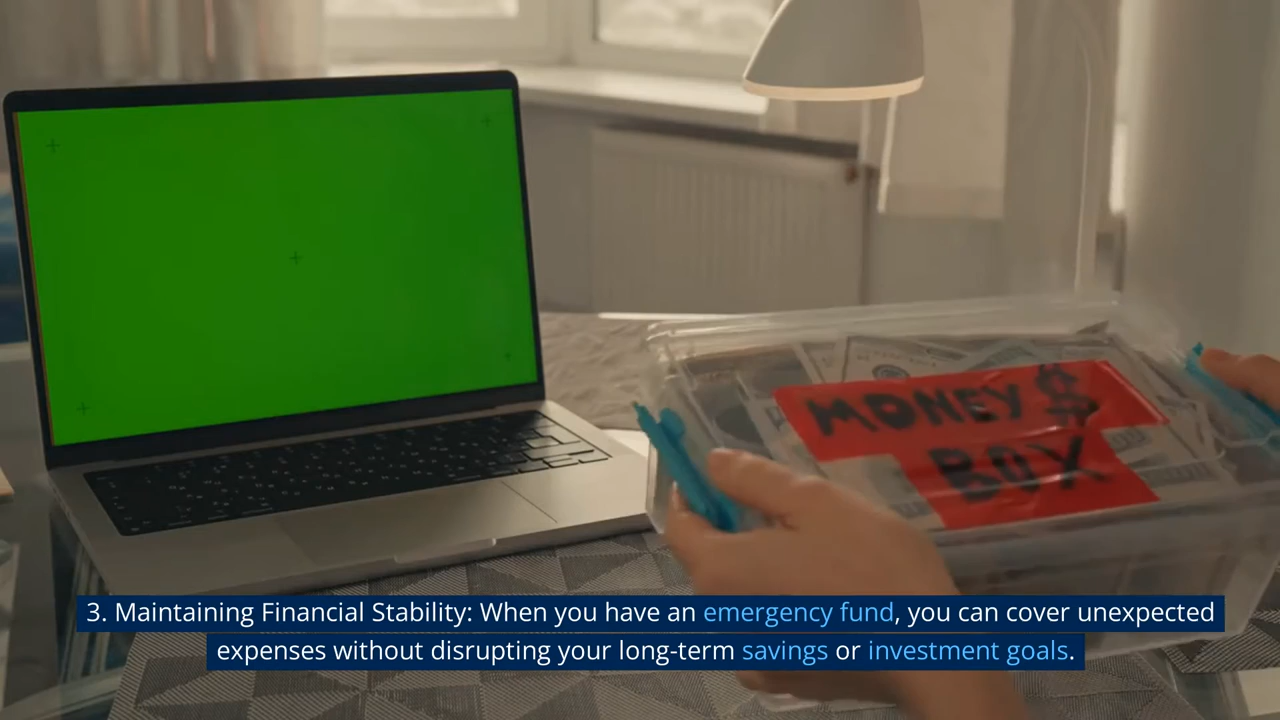 MONEY $
BOX
3. Maintaining Financial Stability: When you have an emergency fund, you can cover unexpected
expenses without disrupting your long-term savings or investment goals.